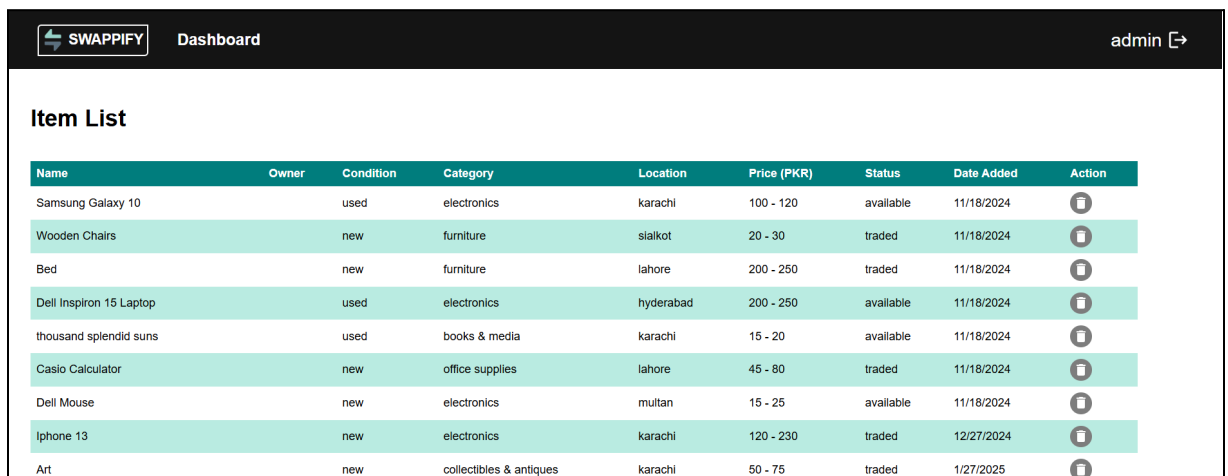 SWAPPIFY Dashboard admin
Item List
Name Owner Condition Category Location Price (PKR) Status Date Added Action
Samsung Galaxy 10 used electronics karachi 100 - 120 available 11/18/2024
Wooden Chairs new furniture sialkot 20 - 30 traded 11/18/2024
Bed new furniture lahore 200 - 250 traded 11/18/2024
Dell Inspiron 15 Laptop used electronics hyderabad 200 - 250 available 11/18/2024
thousand splendid suns used books & media karachi 15 - 20 available 11/18/2024
Casio Calculator new office supplies lahore 45 - 80 traded 11/18/2024
Dell Mouse new electronics multan 15 - 25 available 11/18/2024
Iphone 13 new electronics karachi 120 - 230 traded 12/27/2024
Art new collectibles & antiques karachi 50 - 75 traded 1/27/2025